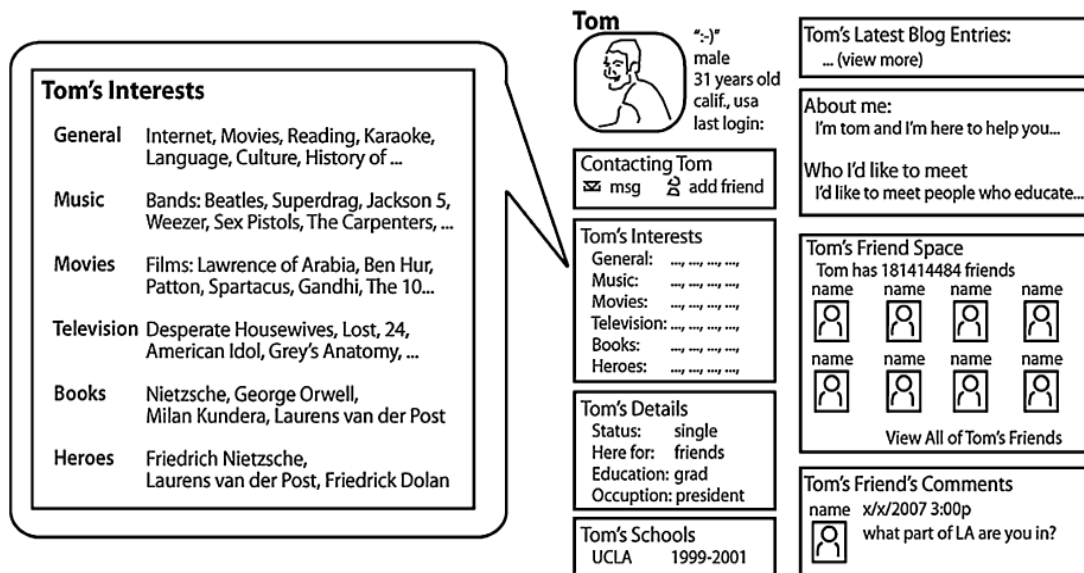 Tom's Interests
General Internet, Movies, Reading, Karaoke,
Language, Culture, History of ...
Music Bands: Beatles, Superdrag, Jackson 5,
Weezer, Sex Pistols, The Carpenters, ...
Movies Films: Lawrence of Arabia, Ben Hur,
Patton, Spartacus, Gandhi, The 10...
Television Desperate Housewives, Lost, 24,
American Idol, Grey's Anatomy, ...
Books Nietzsche, George Orwell,
Milan Kundera, Laurens van der Post
Heroes Friedrich Nietzsche,
Laurens van der Post, Friedrick Dolan
Tom
":-)"
male
31 years old
calif., usa
last login:
Contacting Tom
msg add friend
Tom's Interests
General: ..., ..., ..., ...,
Music: ..., ..., ..., ...,
Movies: ..., ..., ..., ...,
Television: ..., ..., ..., ...,
Books: ..., ..., ..., ...,
Heroes: ..., ..., ..., ...,
Tom's Details
Status: single
Here for: friends
Education: grad
Occuption: president
Tom's Schools
UCLA 1999-2001
Tom's Latest Blog Entries:
... (view more)
About me:
I'm tom and I'm here to help you...
Who I'd like to meet
I'd like to meet people who educate...
Tom's Friend Space
Tom has 181414484 friends
name name name name
name name name name
View All of Tom's Friends
Tom's Friend's Comments
name x/x/2007 3:00p
what part of LA are you in?